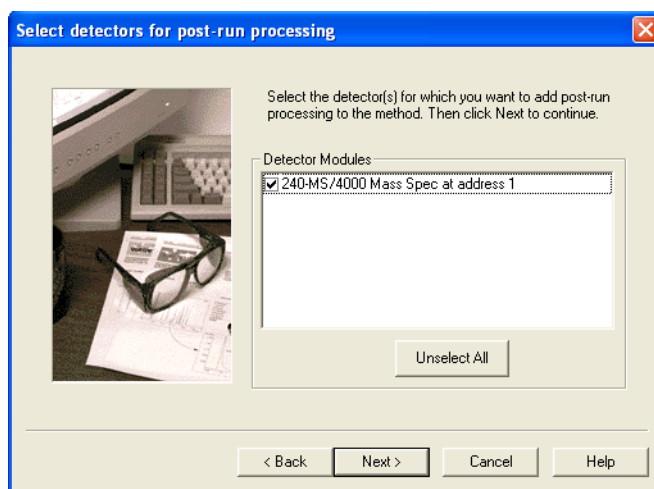 Select detectors for post-run processing
Select the detector(s) for which you want to add post-run
processing to the method. Then click Next to continue.
Detector Modules
240-MS/4000 Mass Spec at address 1
Unselect All
< Back
Next >
Cancel
Help